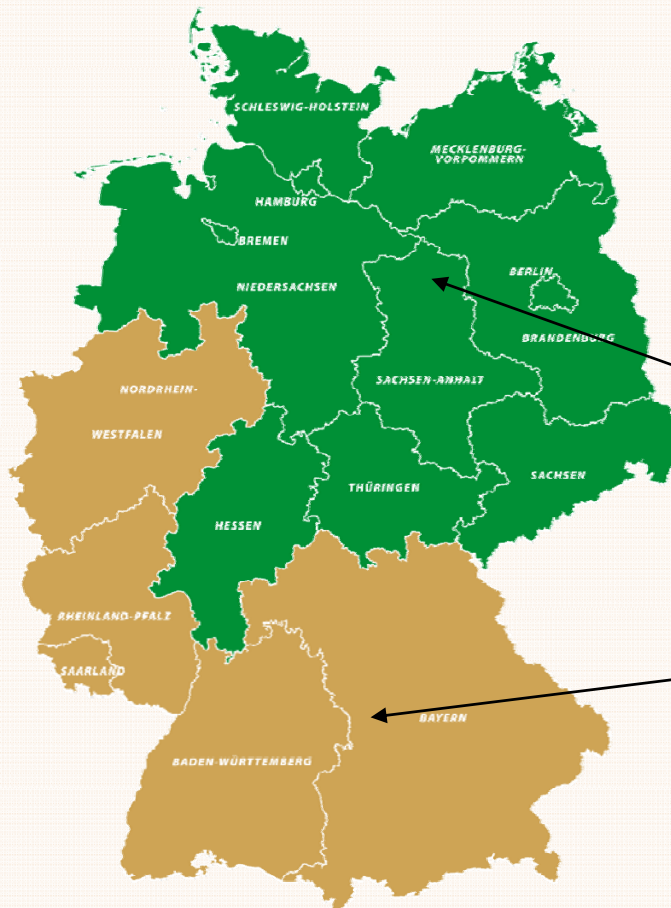 SCHLESWIG-HOLSTEIN
MECKLENBURG-
VORPOMMERN
HAMBURG
BREMEN
BERLIN
NIEDERSACHSEN
BRANDENBURG
SACHSEN-ANHALT
NORDRHEIN-
WESTFALEN
SACHSEN
THÜRINGEN
HESSEN
RHEINLAND-PFALZ
SAARLAND
BAYERN
BADEN-WÜRTTEMBERG